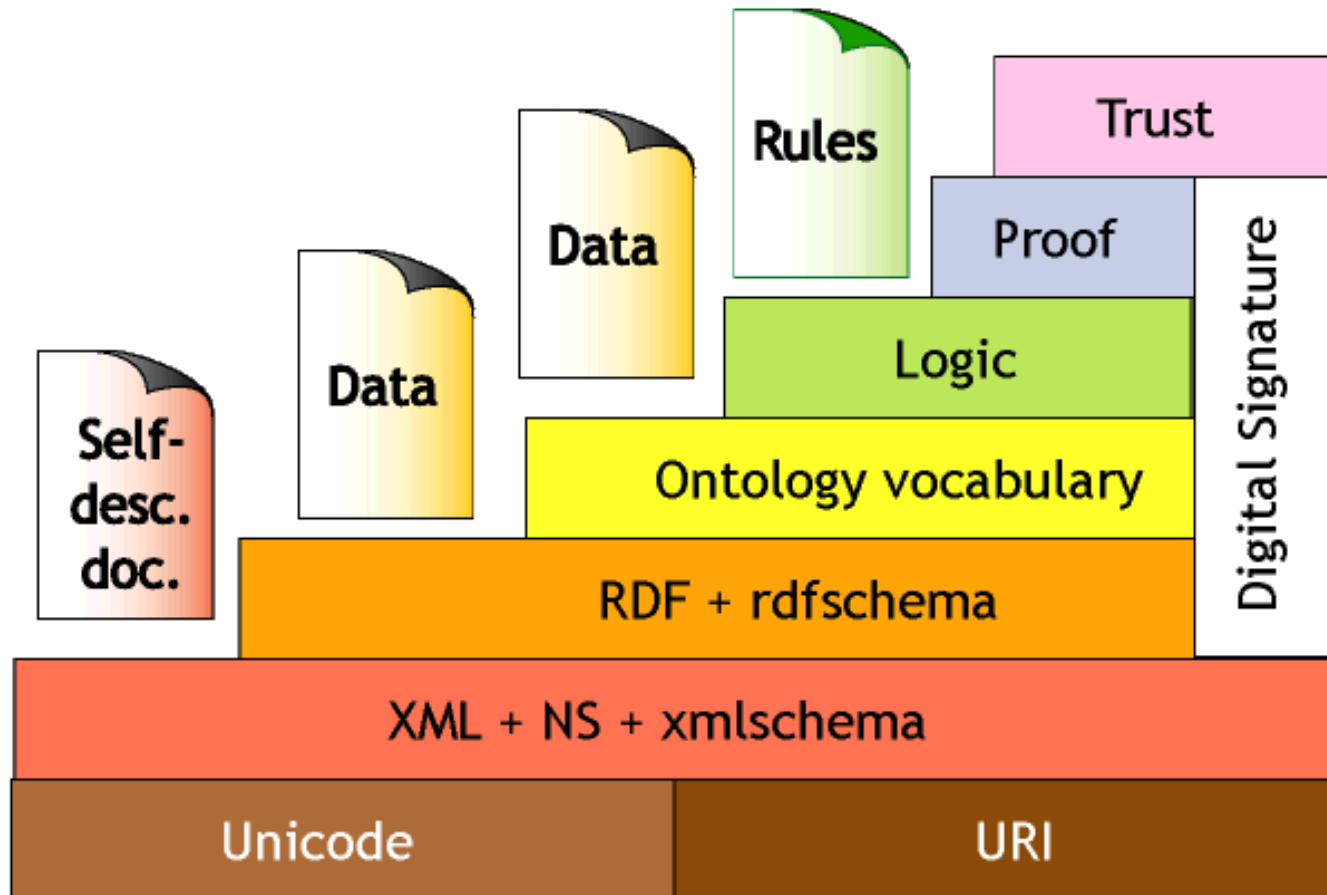 Rules
Trust
Data
Proof
Digital Signature
Data
Logic
Self-
desc.
doc.
Ontology vocabulary
RDF + rdfschema
XML + NS + xmlschema
Unicode
URI